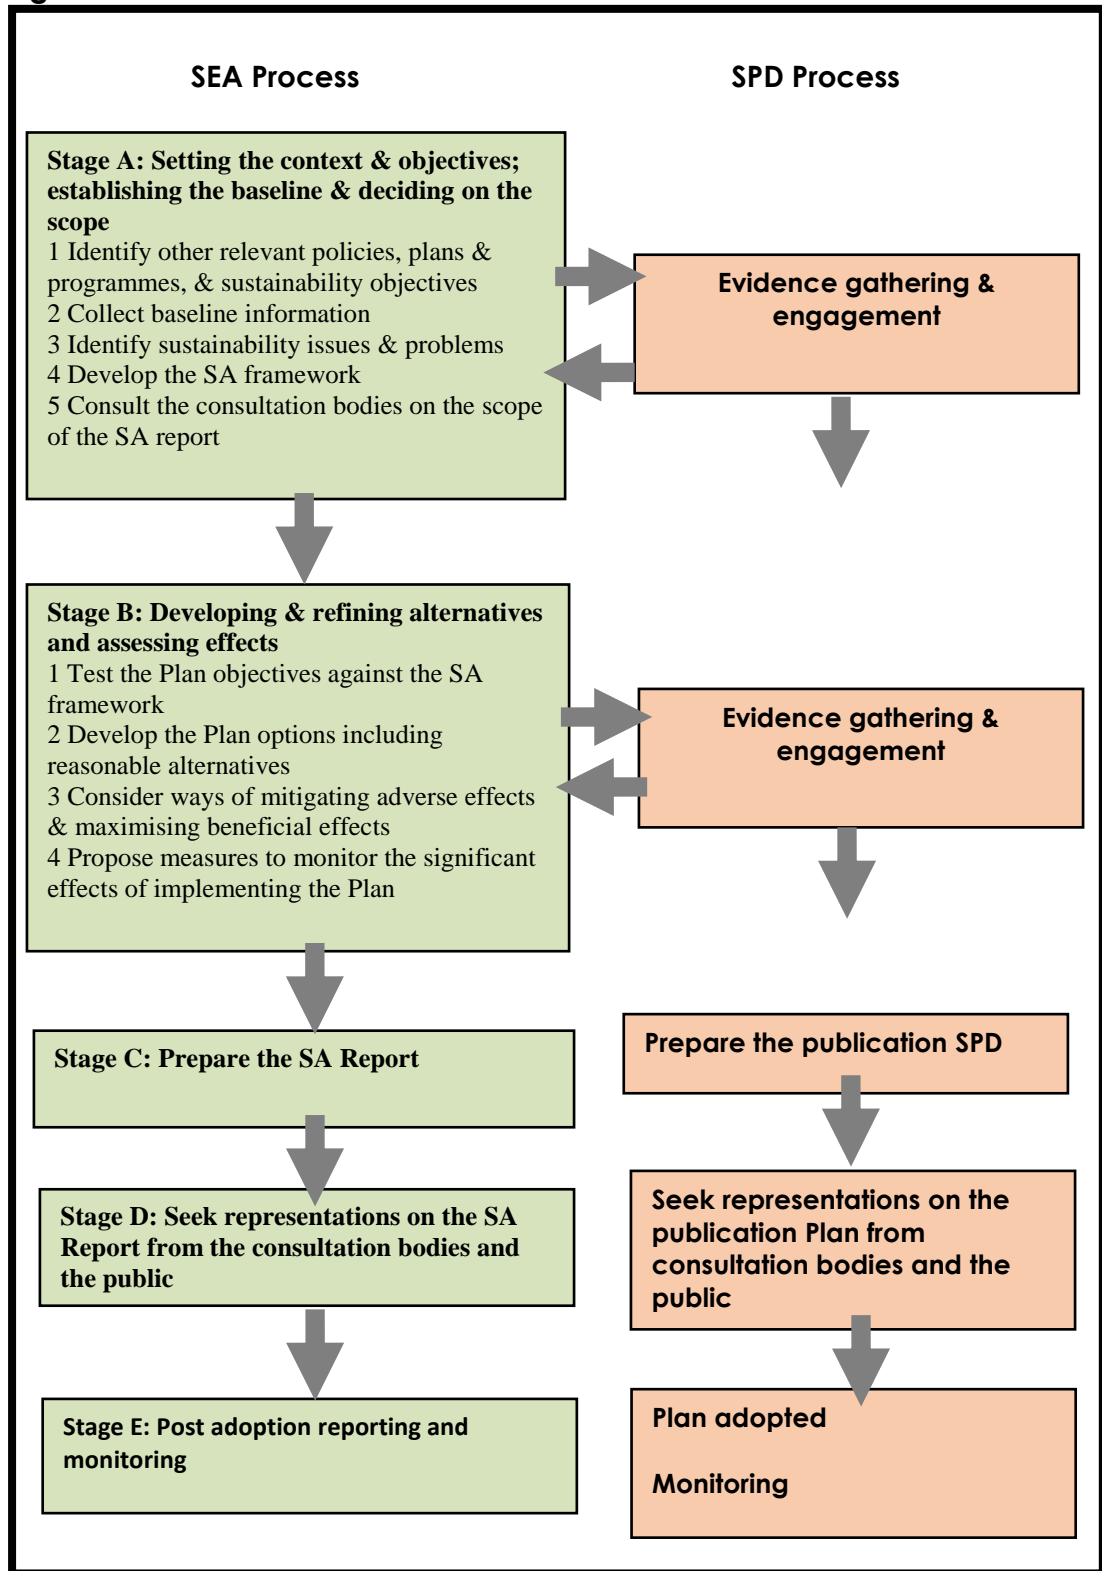 SEA Process
SPD Process
Stage A: Setting the context & objectives;
establishing the baseline & deciding on the
scope
1 Identify other relevant policies, plans &
programmes, & sustainability objectives
2 Collect baseline information
3 Identify sustainability issues & problems
4 Develop the SA framework
5 Consult the consultation bodies on the scope
of the SA report
Evidence gathering &
engagement
Stage B: Developing & refining alternatives
and assessing effects
1 Test the Plan objectives against the SA
framework
2 Develop the Plan options including
reasonable alternatives
3 Consider ways of mitigating adverse effects
& maximising beneficial effects
4 Propose measures to monitor the significant
effects of implementing the Plan
Evidence gathering &
engagement
Stage C: Prepare the SA Report
Prepare the publication SPD
Stage D: Seek representations on the SA
Report from the consultation bodies and
the public
Seek representations on the
publication Plan from
consultation bodies and the
public
Stage E: Post adoption reporting and
monitoring
Plan adopted
Monitoring